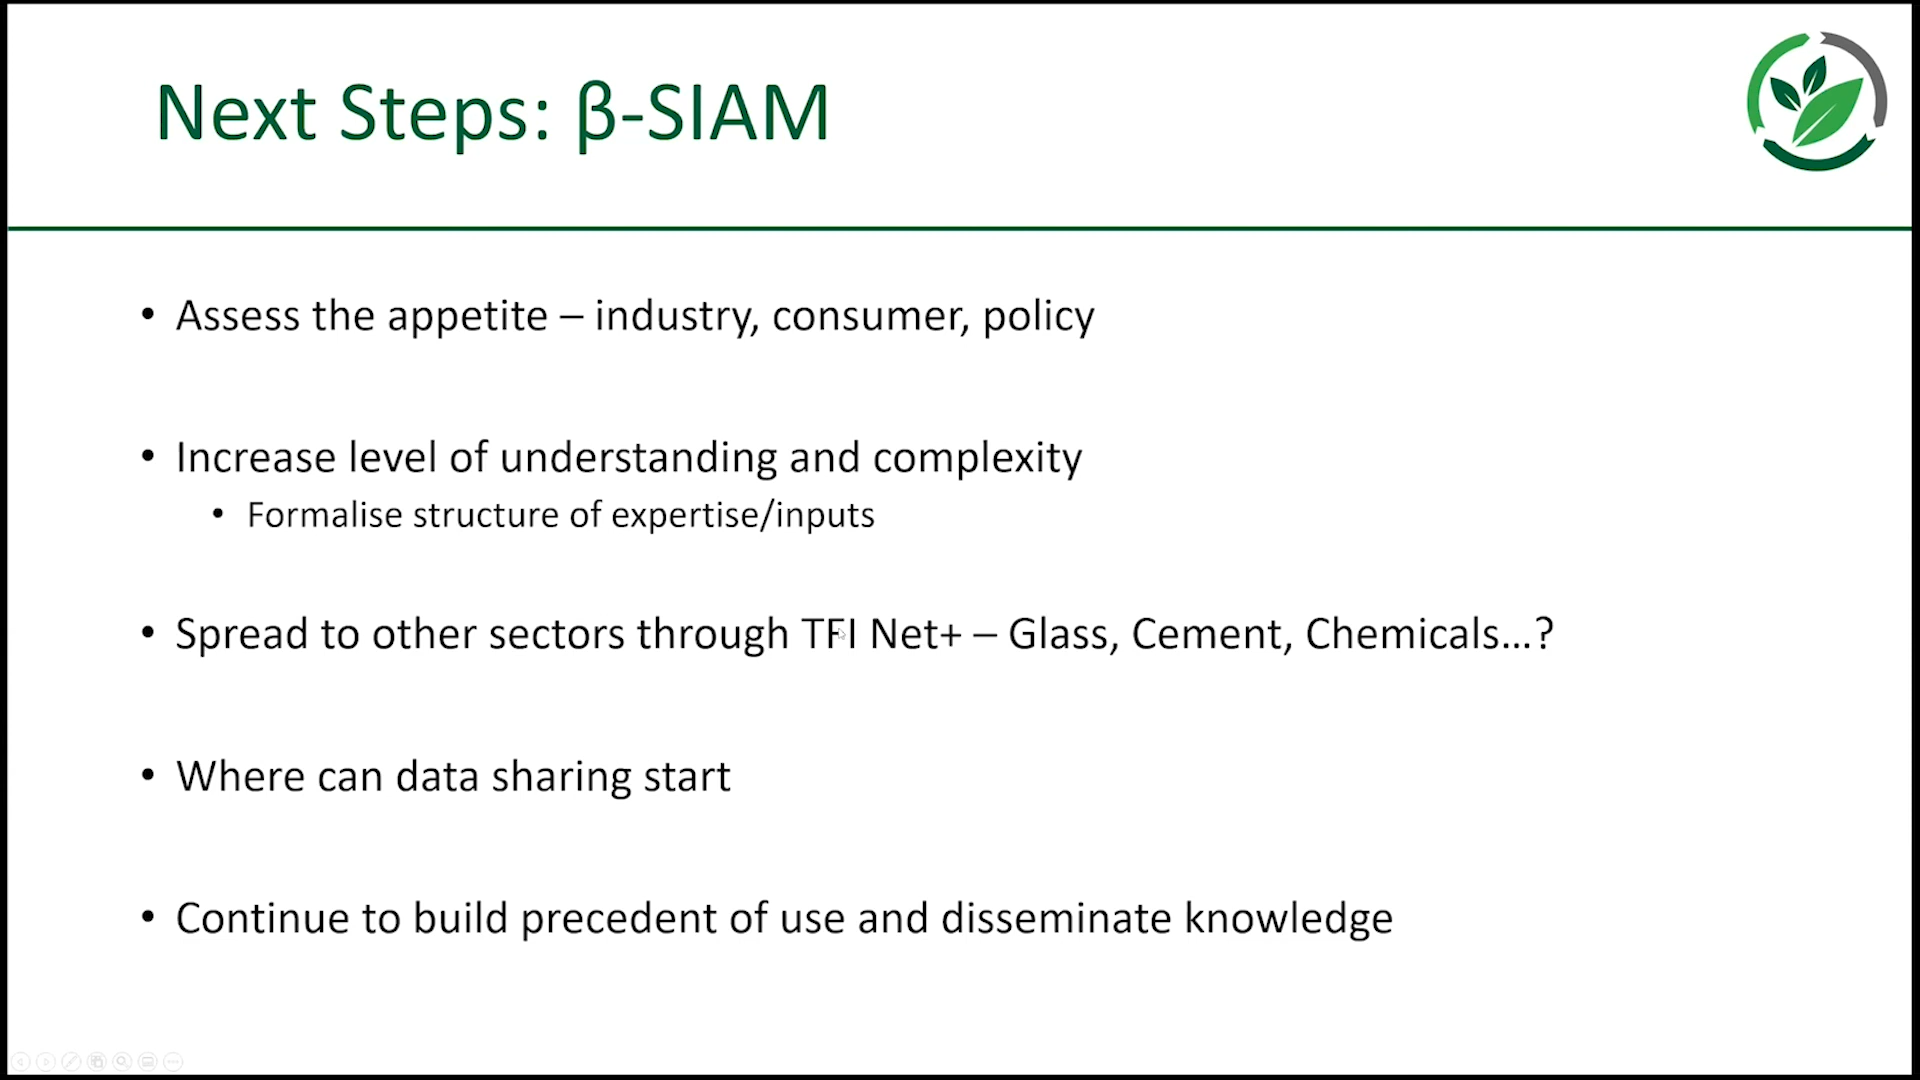 Next Steps: β-SIAM
• Assess the appetite – industry, consumer, policy
• Increase level of understanding and complexity
• Formalise structure of expertise/inputs
• Spread to other sectors through TFI Net+ – Glass, Cement, Chemicals...?
• Where can data sharing start
• Continue to build precedent of use and disseminate knowledge